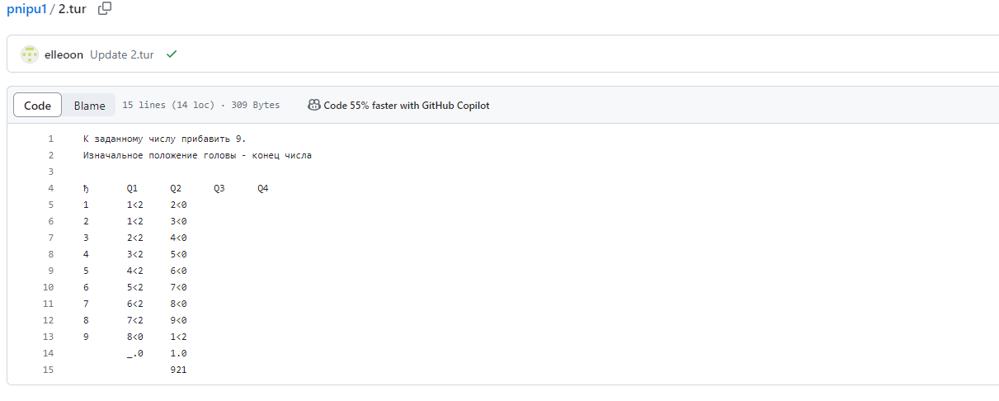 pnipu1 / 2.tur
elleoon Update 2.tur
Code Blame 15 lines (14 loc) · 309 Bytes Code 55% faster with GitHub Copilot
1 К заданному числу прибавить 9.
2 Изначальное положение головы - конец числа
3
4 ђ Q1 Q2 Q3 Q4
5 1 1<2 2<0
6 2 1<2 3<0
7 3 2<2 4<0
8 4 3<2 5<0
9 5 4<2 6<0
10 6 5<2 7<0
11 7 6<2 8<0
12 8 7<2 9<0
13 9 8<0 1<2
14 _.0 1.0
15 921